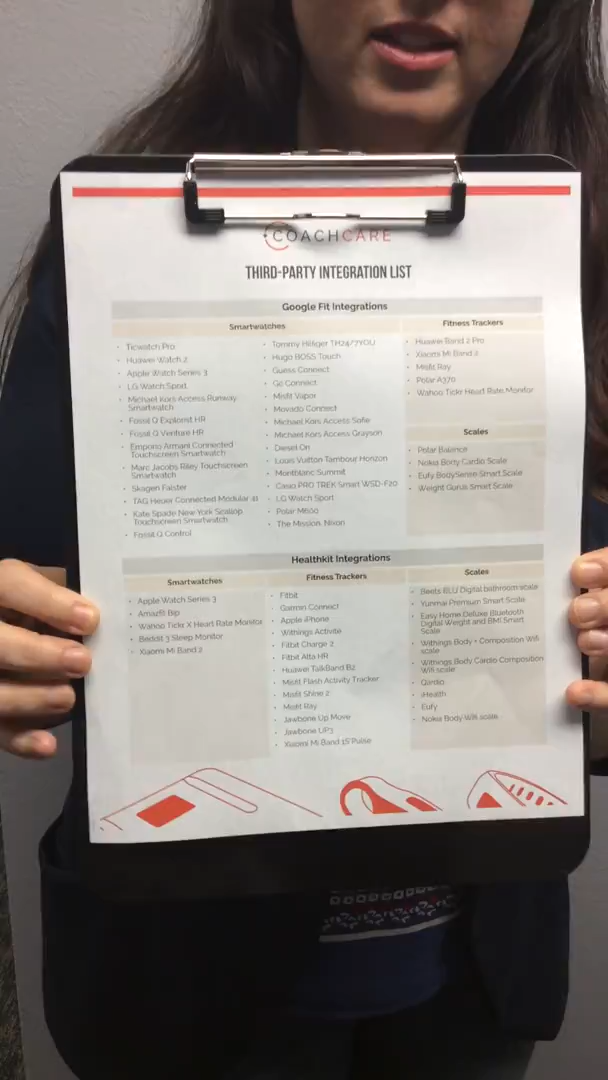 COACHCARE
THIRD-PARTY INTEGRATION LIST
Google Fit Integrations
Smartwatches
Ticwatch Pro
Huawei Watch 2
Apple Watch Series 3
LG Watch Sport
Michael Kors Access Runway
Smartwatch
Fossil Q Explorist HR
Fossil Q Venture HR
Emporio Armani Connected
Touchscreen Smartwatch
Marc Jacobs Riley Touchscreen
Smartwatch
Skagen Falster
TAG Heuer Connected Modular 41
Kate Spade New York Scallop
Touchscreen Smartwatch
Fossil Q Control
Tommy Hilfiger TH24/7YOU
Hugo BOSS Touch
Guess Connect
Gc Connect
Misfit Vapor
Movado Connect
Michael Kors Access Sofie
Michael Kors Access Grayson
Diesel On
Louis Vuitton Tambour Horizon
Montblanc Summit
Casio PRO TREK Smart WSD-F20
LG Watch Sport
Polar M600
The Mission, Nixon
Fitness Trackers
Huawei Band 2 Pro
Xiaomi Mi Band 2
Misfit Ray
Polar A370
Wahoo Tickr Heart Rate Monitor
Scales
Polar Balance
Nokia Body Cardio Scale
Eufy BodySense Smart Scale
Weight Gurus Smart Scale
Healthkit Integrations
Smartwatches
Apple Watch Series 3
Amazfit Bip
Wahoo Tickr X Heart Rate Monitor
Beddit 3 Sleep Monitor
Xiaomi Mi Band 2
Fitness Trackers
Fitbit
Garmin Connect
Apple iPhone
Withings Activite
Fitbit Charge 2
Fitbit Alta HR
Huawei TalkBand B2
Misfit Flash Activity Tracker
Misfit Shine 2
Misfit Ray
Jawbone Up Move
Jawbone UP3
Xiaomi Mi Band 1S Pulse
Scales
Beets BLU Digital bathroom scale
Yunmai Premium Smart Scale
Easy Home Deluxe Bluetooth
Digital Weight and BMI Smart
Scale
Withings Body + Composition Wifi
scale
Withings Body Cardio Composition
Wifi scale
Qardio
iHealth
Eufy
Nokia Body Wifi scale